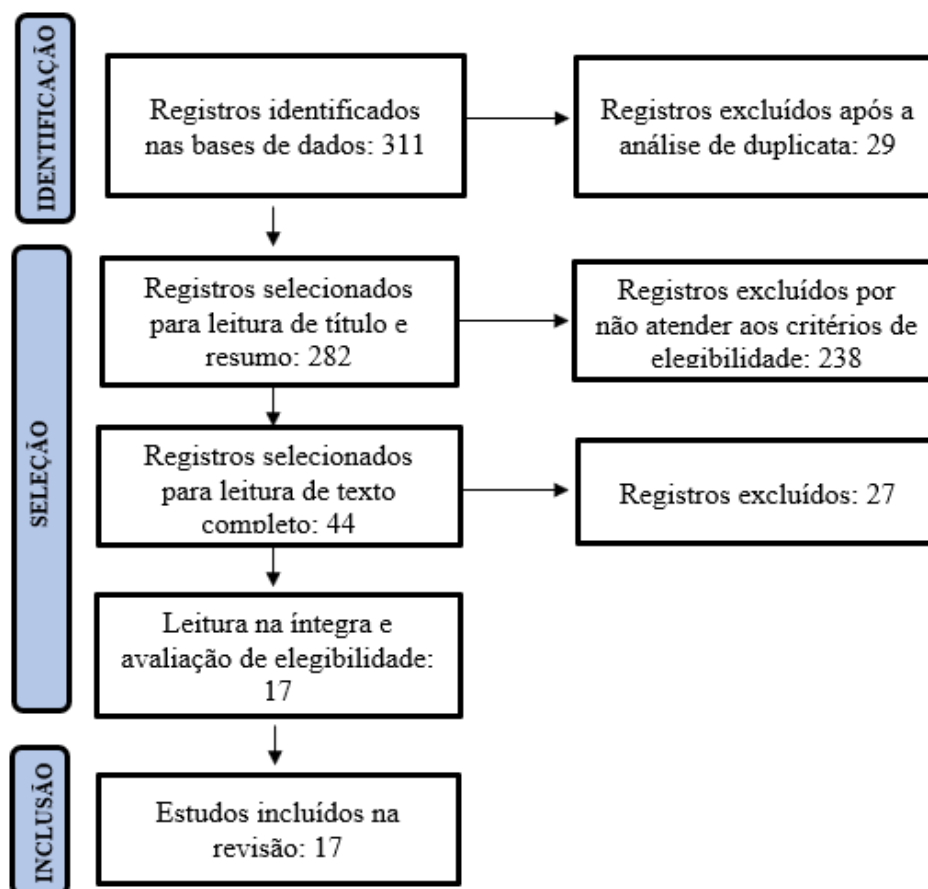 IDENTIFICAÇÃO
Registros identificados
nas bases de dados: 311
Registros excluídos após a
análise de duplicata: 29
SELEÇÃO
Registros selecionados
para leitura de título e
resumo: 282
Registros excluídos por
não atender aos critérios de
elegibilidade: 238
Registros selecionados
para leitura de texto
completo: 44
Registros excluídos: 27
Leitura na íntegra e
avaliação de elegibilidade:
17
INCLUSÃO
Estudos incluídos na
revisão: 17